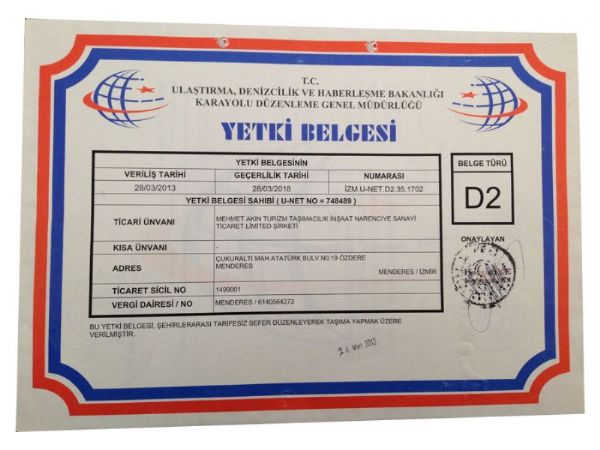 T.C.
ULAŞTIRMA, DENİZCİLİK VE HABERLEŞME BAKANLIĞI
KARAYOLU DÜZENLEME GENEL MÜDÜRLÜĞÜ
YETKİ BELGESİ
YETKİ BELGESİNİN
VERİLİŞ TARİHİ GEÇERLİLİK TARİHİ NUMARASI
28/03/2013 28/03/2018 İZM.U-NET.D2.35.1702
YETKİ BELGESİ SAHİBİ ( U-NET NO = 748489 )
TİCARİ ÜNVANI MEHMET AKIN TURİZM TAŞIMACILIK İNŞAAT NARENCİYE SANAYİ
TİCARET LİMİTED ŞİRKETİ
KISA ÜNVANI -
ADRES ÇUKURALTI MAH ATATÜRK BULV.N0:19 ÖZDERE
MENDERES
MENDERES / İZMİR
TİCARET SİCİL NO 1499001
VERGİ DAİRESİ / NO MENDERES / 6140564273
BELGE TÜRÜ
D2
ONAYLAYAN
BU YETKİ BELGESİ, ŞEHİRLERARASI TARİFESİZ SEFER DÜZENLEYEREK TAŞIMA YAPMAK ÜZERE
VERİLMİŞTİR.